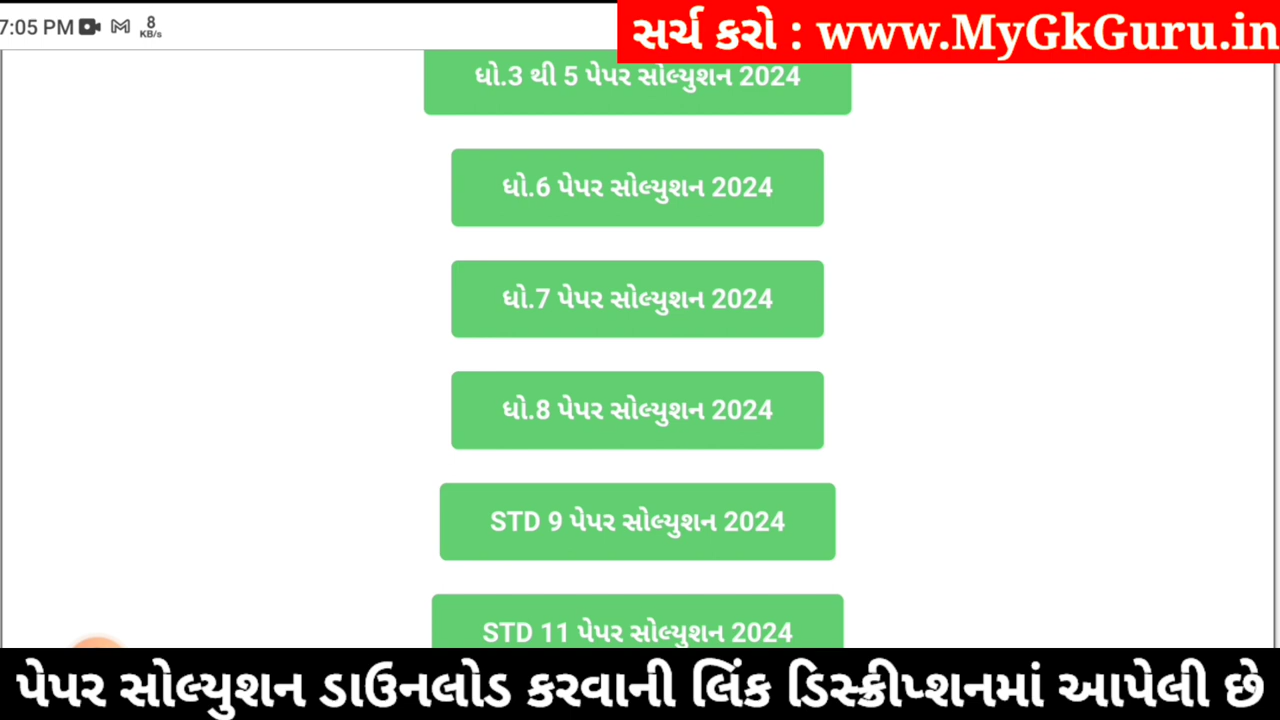 7:05 PM 8 KB/s
સર્ચ કરો : www.MyGkGuru.in
ધો.3 થી 5 પેપર સોલ્યુશન 2024
ધો.6 પેપર સોલ્યુશન 2024
ધો.7 પેપર સોલ્યુશન 2024
ધો.8 પેપર સોલ્યુશન 2024
STD 9 પેપર સોલ્યુશન 2024
STD 11 પેપર સોલ્યુશન 2024
પેપર સોલ્યુશન ડાઉનલોડ કરવાની લિંક ડિસ્ક્રીપ્શનમાં આપેલી છે